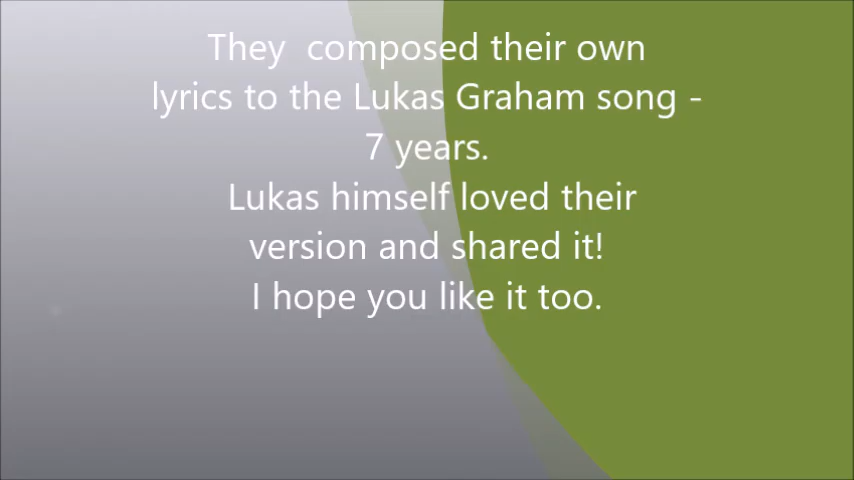 They  composed their own
lyrics to the Lukas Graham song -
7 years.
Lukas himself loved their
version and shared it!
I hope you like it too.